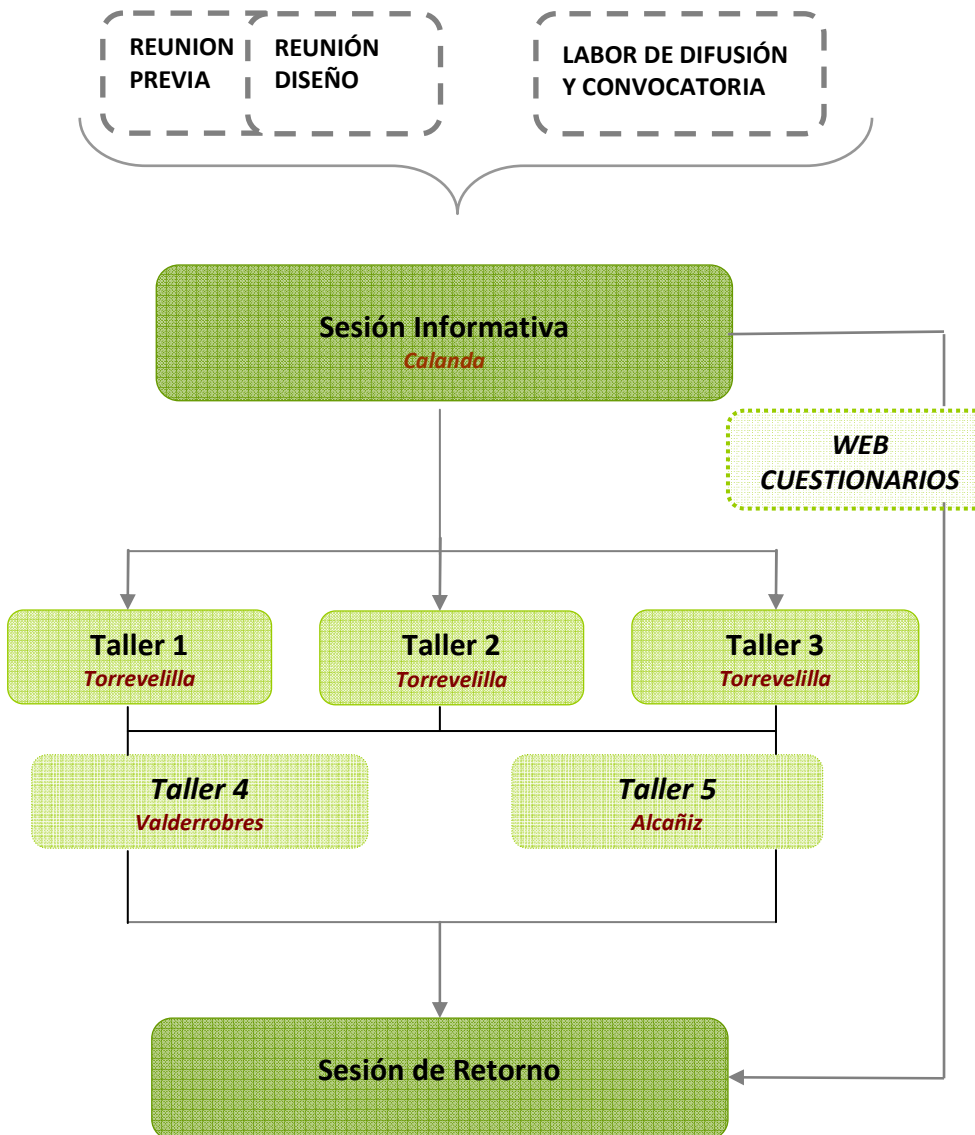 REUNION
PREVIA
REUNIÓN
DISEÑO
LABOR DE DIFUSIÓN
Y CONVOCATORIA
Sesión Informativa
Calanda
WEB
CUESTIONARIOS
Taller 1
Torrevelilla
Taller 2
Torrevelilla
Taller 3
Torrevelilla
Taller 4
Valderrobres
Taller 5
Alcañiz
Sesión de Retorno